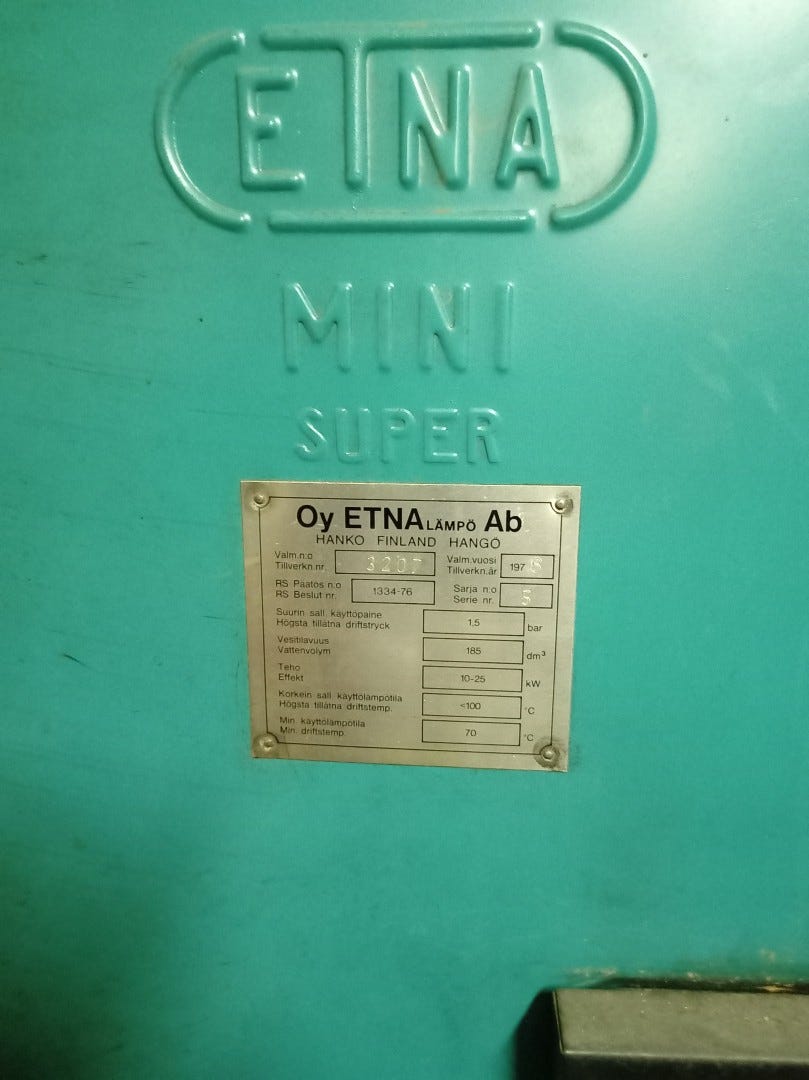 ETNA
MINI
SUPER
Oy ETNA LÄMPÖ Ab
HANKO FINLAND HANGÖ
Valm.n:o
Tillverkn.nr. 3207
Valm.vuosi
Tillverkn.år 197
RS Päätös n:o
RS Beslut nr. 1334-76
Sarja n:o
Serie nr.
Suurin sall. käyttöpaine
Högsta tillåtna driftstryck 1,5 bar
Vesitilavuus
Vattenvolym 185 dm³
Teho
Effekt 10-25 kW
Korkein sall. käyttölämpötila
Högsta tillåtna driftstemp. <100 °C
Min. käyttölämpötila
Min. driftstemp. 70 °C